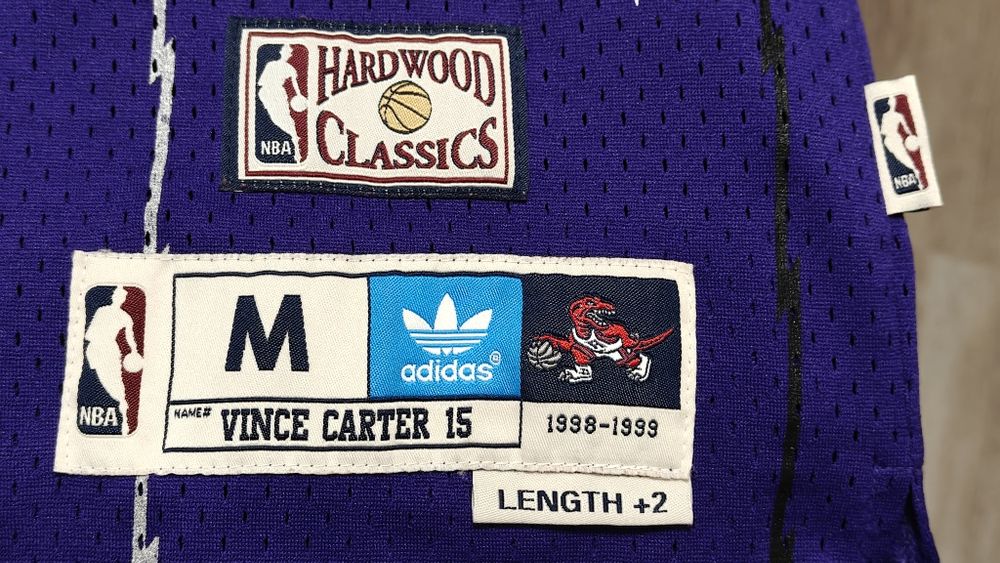 HARDWOOD
CLASSICS
NBA
NBA
M
adidas®
NBA
NAME# VINCE CARTER 15
1998-1999
LENGTH +2